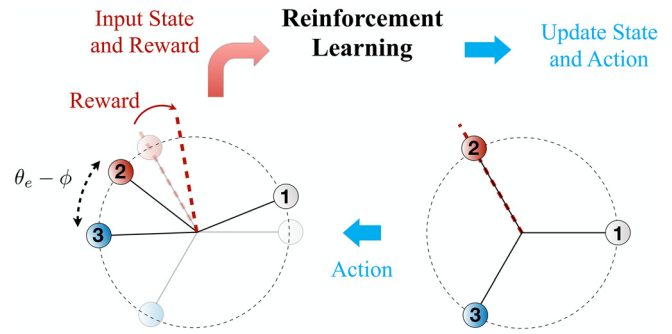 Input State
and Reward
Reinforcement
Learning
Update State
and Action
Reward
θₑ − ϕ
2
3
1
Action
2
1
3